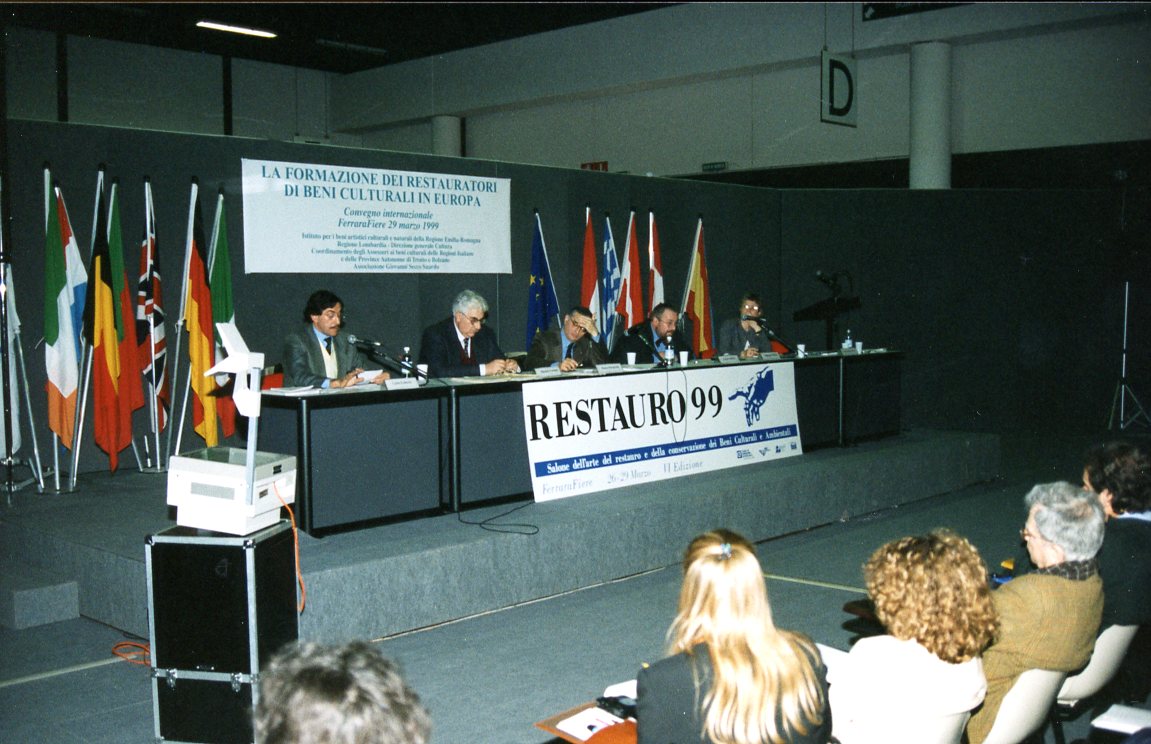 D
LA FORMAZIONE DEI RESTAURATORI
DI BENI CULTURALI IN EUROPA
Convegno internazionale
FerraraFiere 29 marzo 1999
Istituto per i beni artistici culturali e naturali della Regione Emilia-Romagna
Regione Lombardia - Direzione generale Cultura
Coordinamento degli Assessori ai beni culturali delle Regioni Italiane
e delle Province Autonome di Trento e Bolzano
Associazione Giovanni Secco Suardo
RESTAURO 99
Salone dell'arte del restauro e della conservazione dei Beni Culturali e Ambientali
FerraraFiere 26-29 Marzo VI Edizione